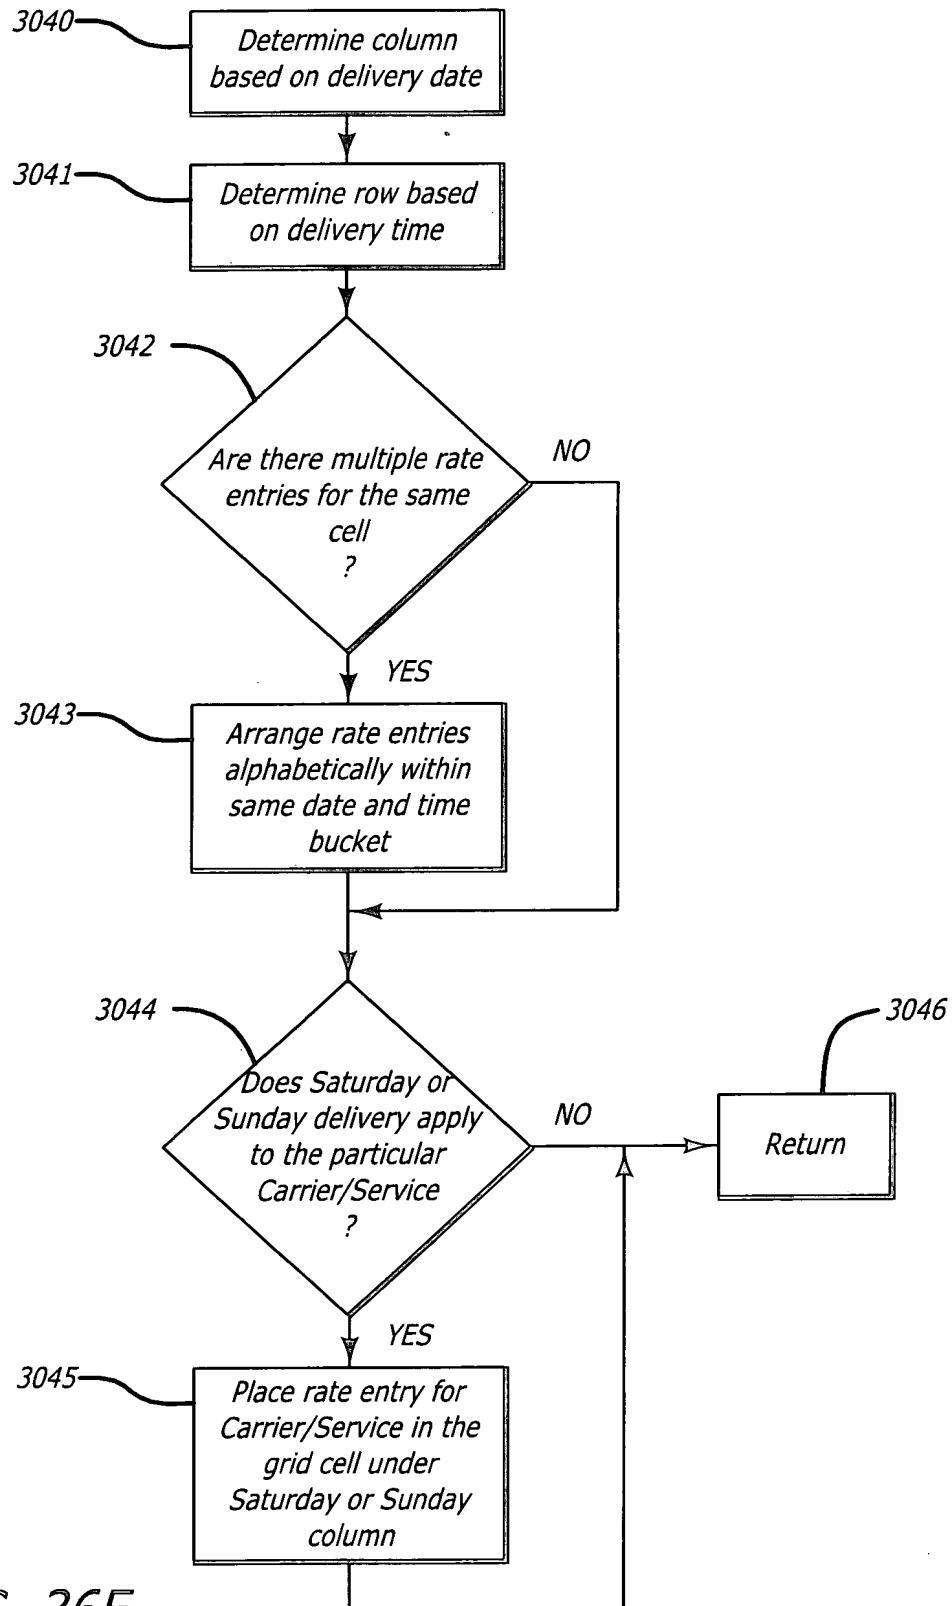 3040
Determine column
based on delivery date
3041
Determine row based
on delivery time
3042
Are there multiple rate
entries for the same
cell
?
NO
YES
3043
Arrange rate entries
alphabetically within
same date and time
bucket
3044
Does Saturday or
Sunday delivery apply
to the particular
Carrier/Service
?
NO
3046
Return
YES
3045
Place rate entry for
Carrier/Service in the
grid cell under
Saturday or Sunday
column